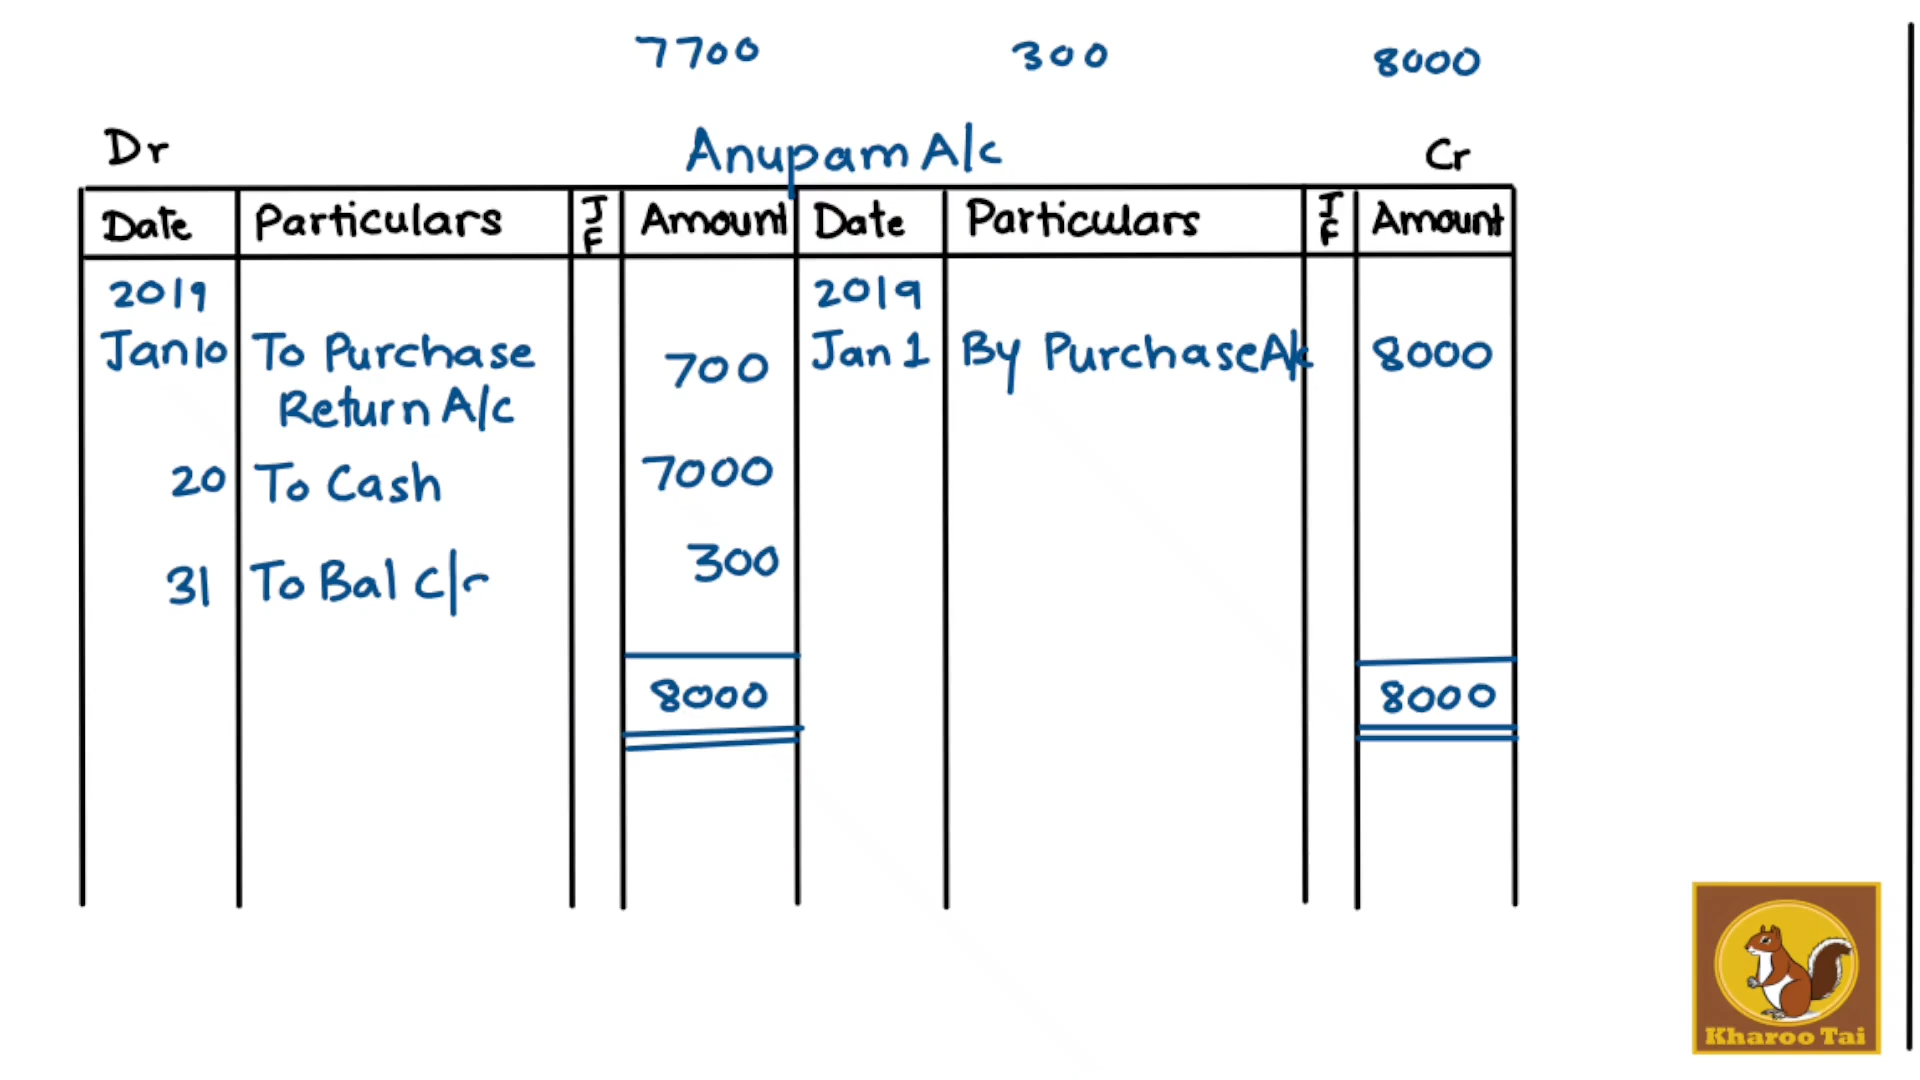 7700 300 8000
Dr Anupam A/c Cr
Date Particulars JF Amount Date Particulars JF Amount
2019 2019
Jan 10 To Purchase 700 Jan 1 By Purchase A/c 8000
Return A/c
20 To Cash 7000
31 To Bal c/ 300
8000 8000
Kharoo Tai